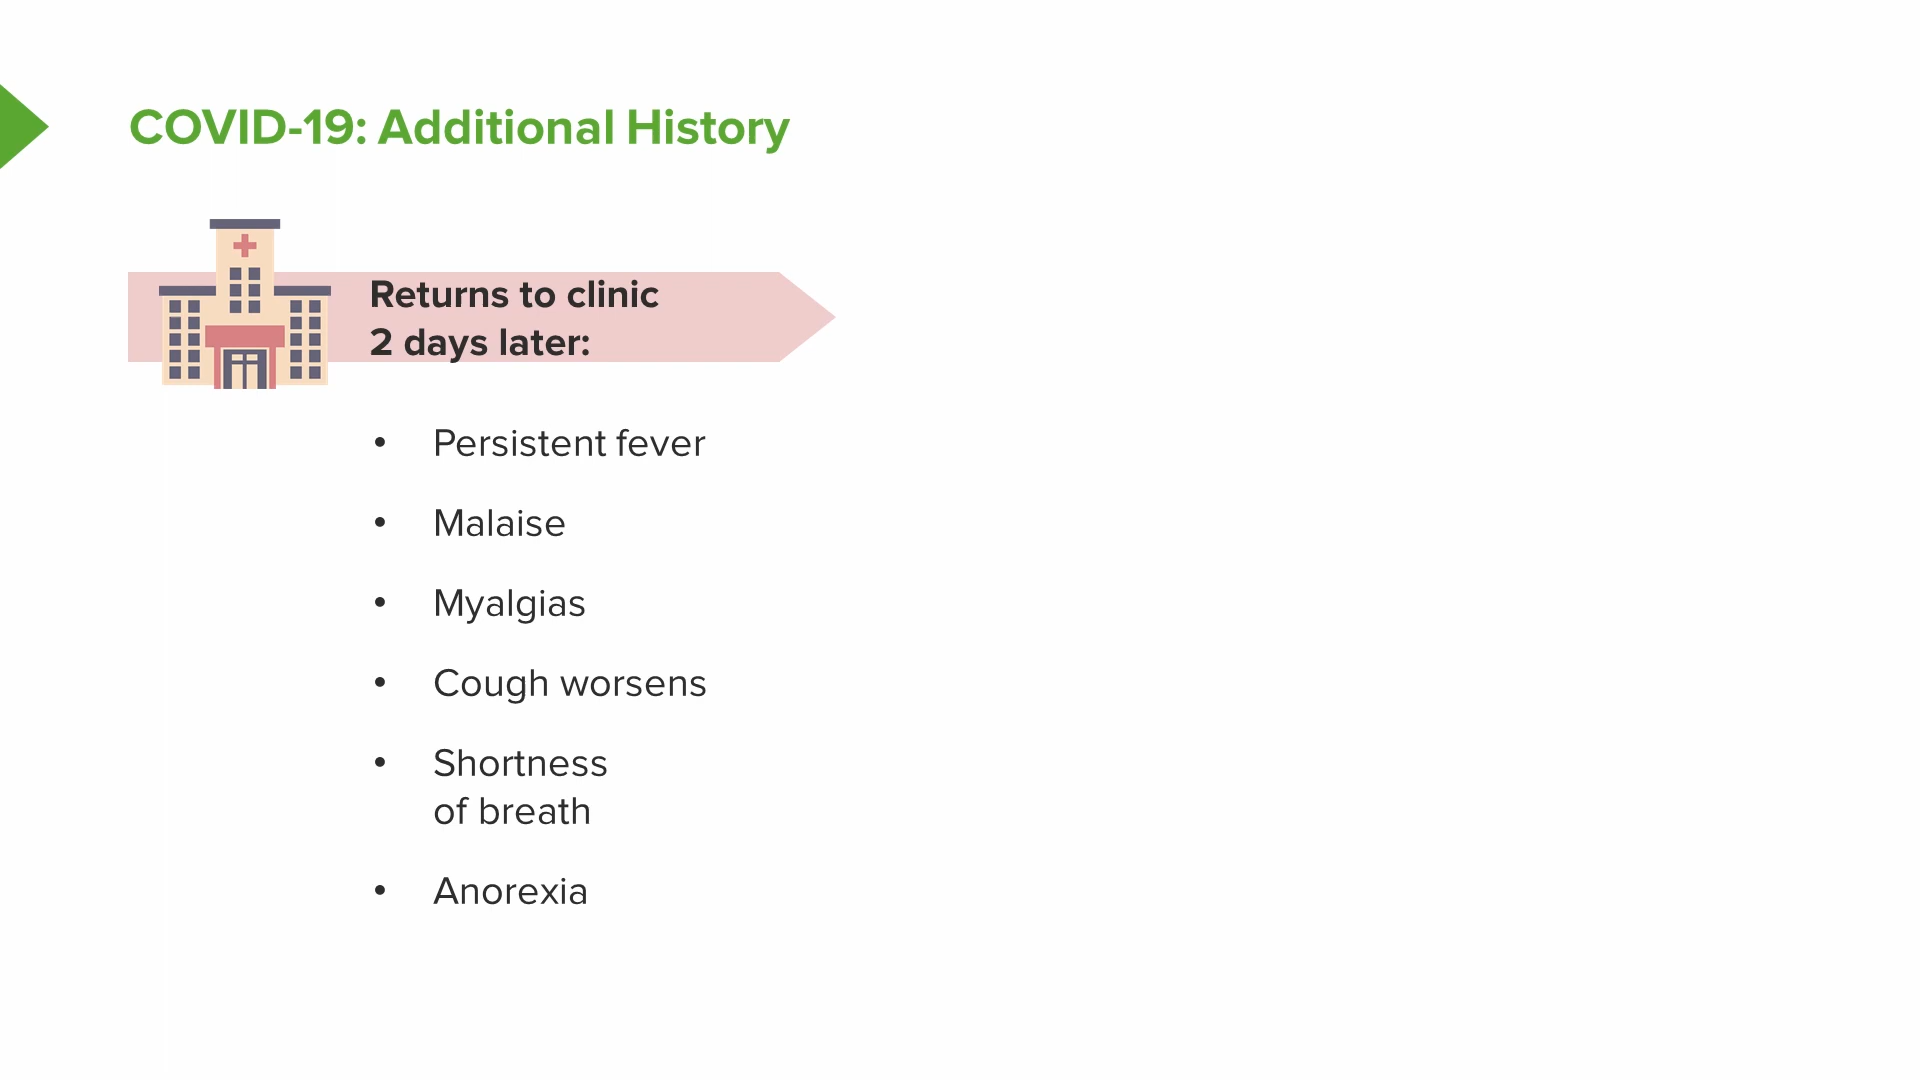 COVID-19: Additional History
Returns to clinic
2 days later:
• Persistent fever
• Malaise
• Myalgias
• Cough worsens
• Shortness
of breath
• Anorexia